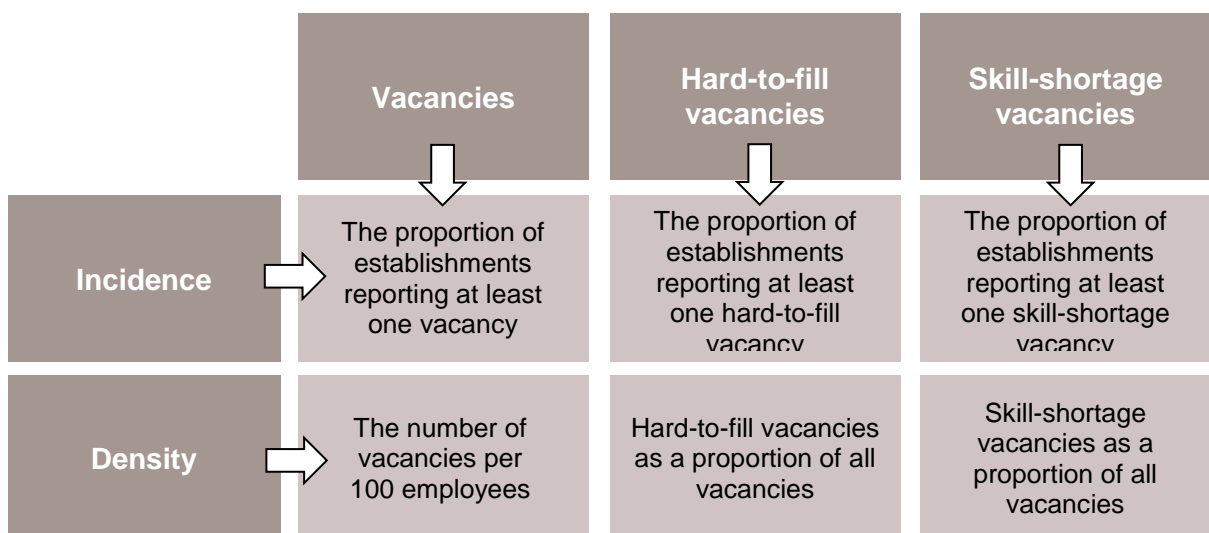 Vacancies
Hard-to-fill
vacancies
Skill-shortage
vacancies
Incidence
The proportion of
establishments
reporting at least
one vacancy
The proportion of
establishments
reporting at least
one hard-to-fill
vacancy
The proportion of
establishments
reporting at least
one skill-shortage
vacancy
Density
The number of
vacancies per
100 employees
Hard-to-fill vacancies
as a proportion of all
vacancies
Skill-shortage
vacancies as a
proportion of all
vacancies